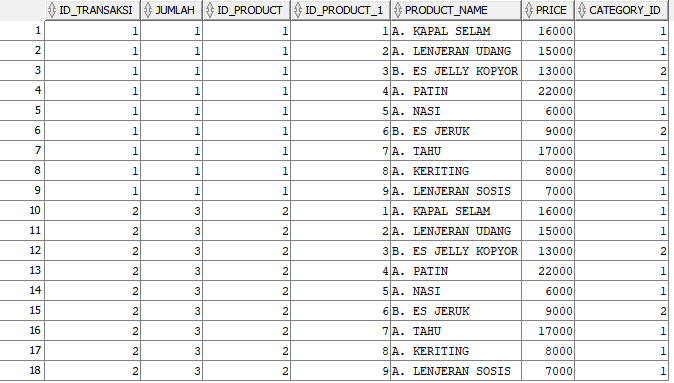 ID_TRANSAKSI JUMLAH ID_PRODUCT ID_PRODUCT_1 PRODUCT_NAME PRICE CATEGORY_ID
1 1 1 1 1 A. KAPAL SELAM 16000 1
2 1 1 1 2 A. LENJERAN UDANG 15000 1
3 1 1 1 3 B. ES JELLY KOPYOR 13000 2
4 1 1 1 4 A. PATIN 22000 1
5 1 1 1 5 A. NASI 6000 1
6 1 1 1 6 B. ES JERUK 9000 2
7 1 1 1 7 A. TAHU 17000 1
8 1 1 1 8 A. KERITING 8000 1
9 1 1 1 9 A. LENJERAN SOSIS 7000 1
10 2 3 2 1 A. KAPAL SELAM 16000 1
11 2 3 2 2 A. LENJERAN UDANG 15000 1
12 2 3 2 3 B. ES JELLY KOPYOR 13000 2
13 2 3 2 4 A. PATIN 22000 1
14 2 3 2 5 A. NASI 6000 1
15 2 3 2 6 B. ES JERUK 9000 2
16 2 3 2 7 A. TAHU 17000 1
17 2 3 2 8 A. KERITING 8000 1
18 2 3 2 9 A. LENJERAN SOSIS 7000 1